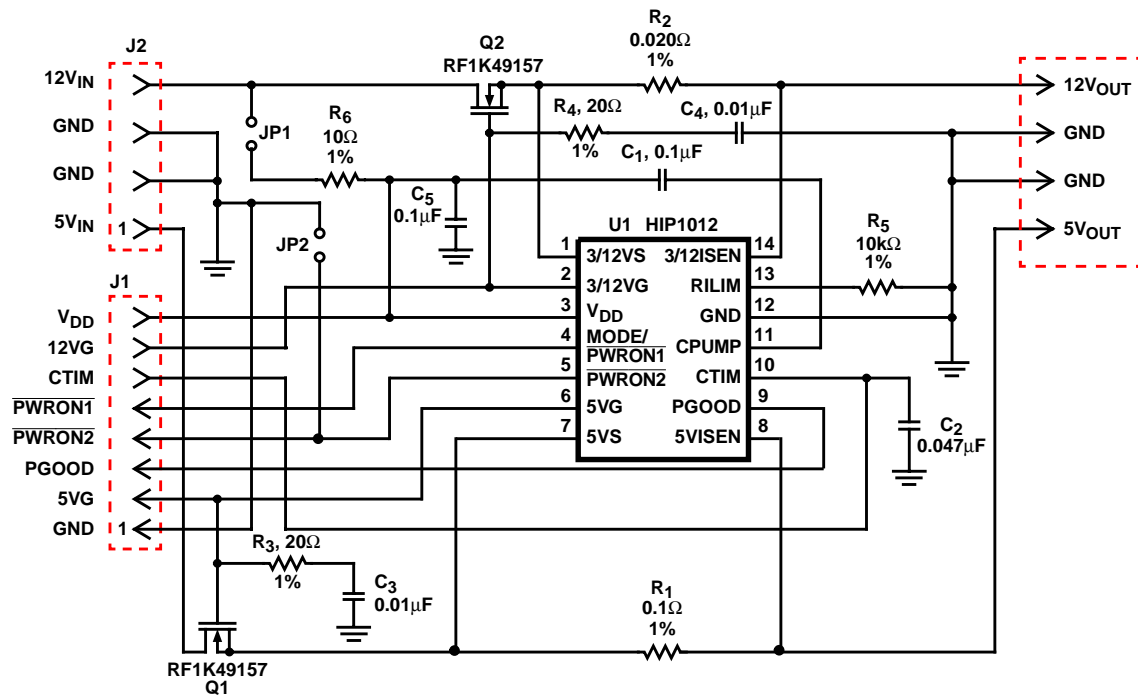 J2
12VIN
GND
GND
5VIN
1
J1
VDD
12VG
CTIM
PWRON1
PWRON2
PGOOD
5VG
GND
1
JP1
R6
10Ω
1%
JP2
C5
0.1μF
Q2
RF1K49157
R2
0.020Ω
1%
R4, 20Ω
1%
C4, 0.01μF
C1, 0.1μF
U1 HIP1012
1 3/12VS
2 3/12VG
3 VDD
4 MODE/
PWRON1
5 PWRON2
6 5VG
7 5VS
3/12ISEN 14
RILIM 13
GND 12
CPUMP 11
CTIM 10
PGOOD 9
5VISEN 8
R5
10kΩ
1%
C2
0.047μF
12VOUT
GND
GND
5VOUT
R3, 20Ω
1%
C3
0.01μF
R1
0.1Ω
1%
RF1K49157
Q1